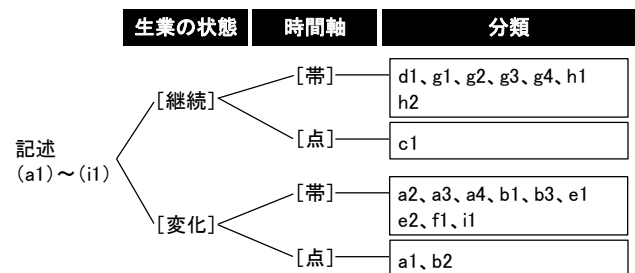 生業の状態 時間軸 分類
[帯] d1、g1、g2、g3、g4、h1
h2
[継続]
[点] c1
記述
(a1)～(i1)
[帯] a2、a3、a4、b1、b3、e1
e2、f1、i1
[変化]
[点] a1、b2